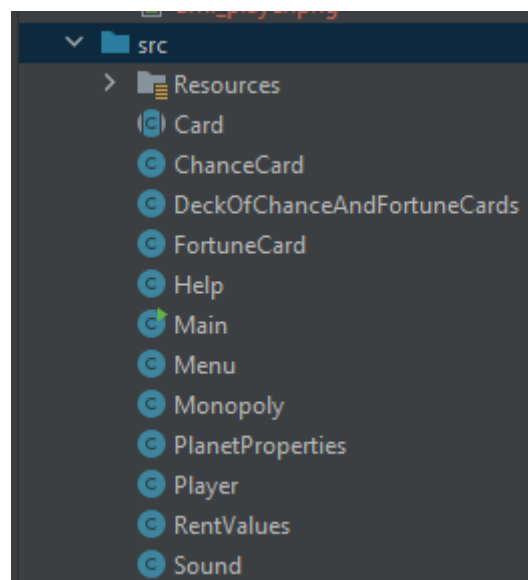 src
Resources
Card
ChanceCard
DeckOfChanceAndFortuneCards
FortuneCard
Help
Main
Menu
Monopoly
PlanetProperties
Player
RentValues
Sound